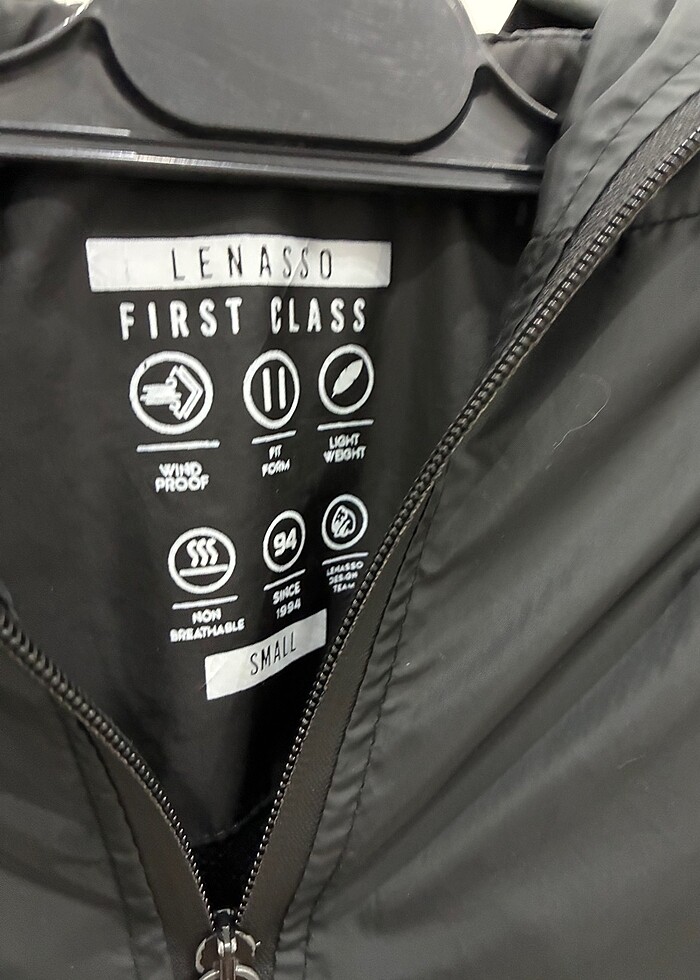 LENASSO
FIRST CLASS
WIND
PROOF
FIT
FORM
LIGHT
WEIGHT
NON
BREATHABLE
94
SINCE
1994
LENASSO
DESIGN
TEAM
SMALL